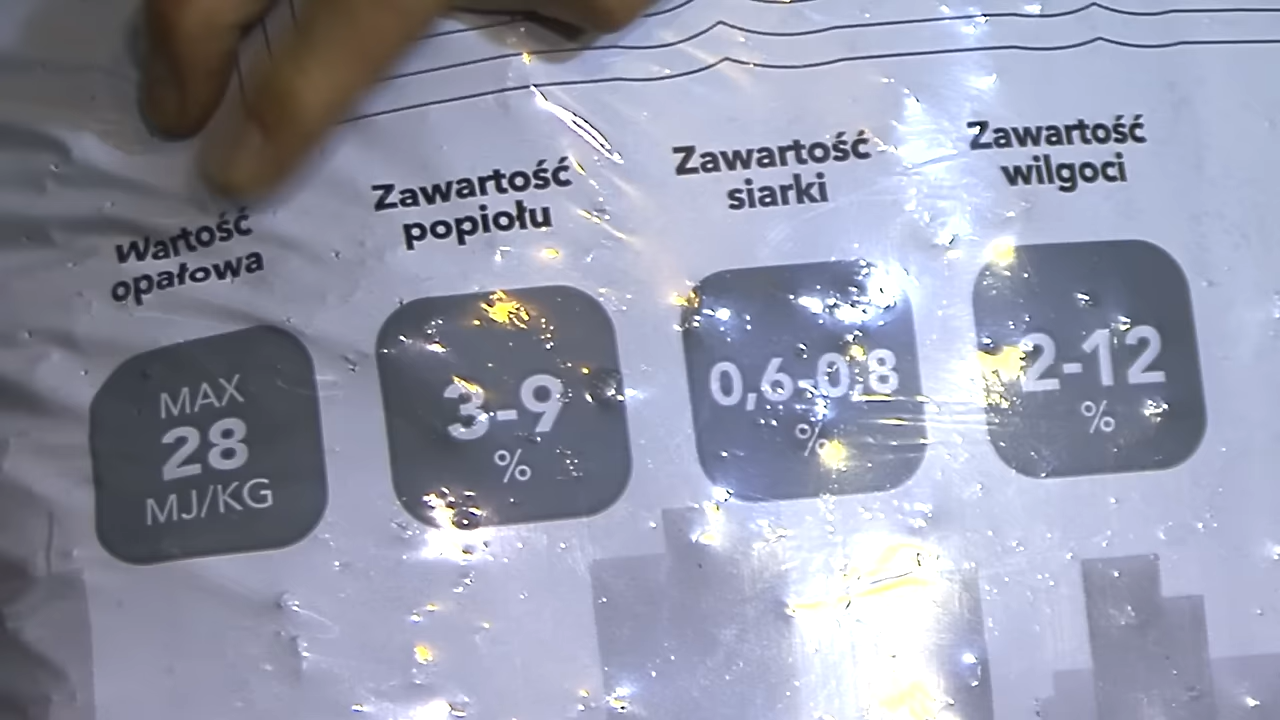 Wartość
opałowa
MAX
28
MJ/KG
Zawartość
popiołu
3-9
%
Zawartość
siarki
0,6-0,8
%
Zawartość
wilgoci
2-12
%